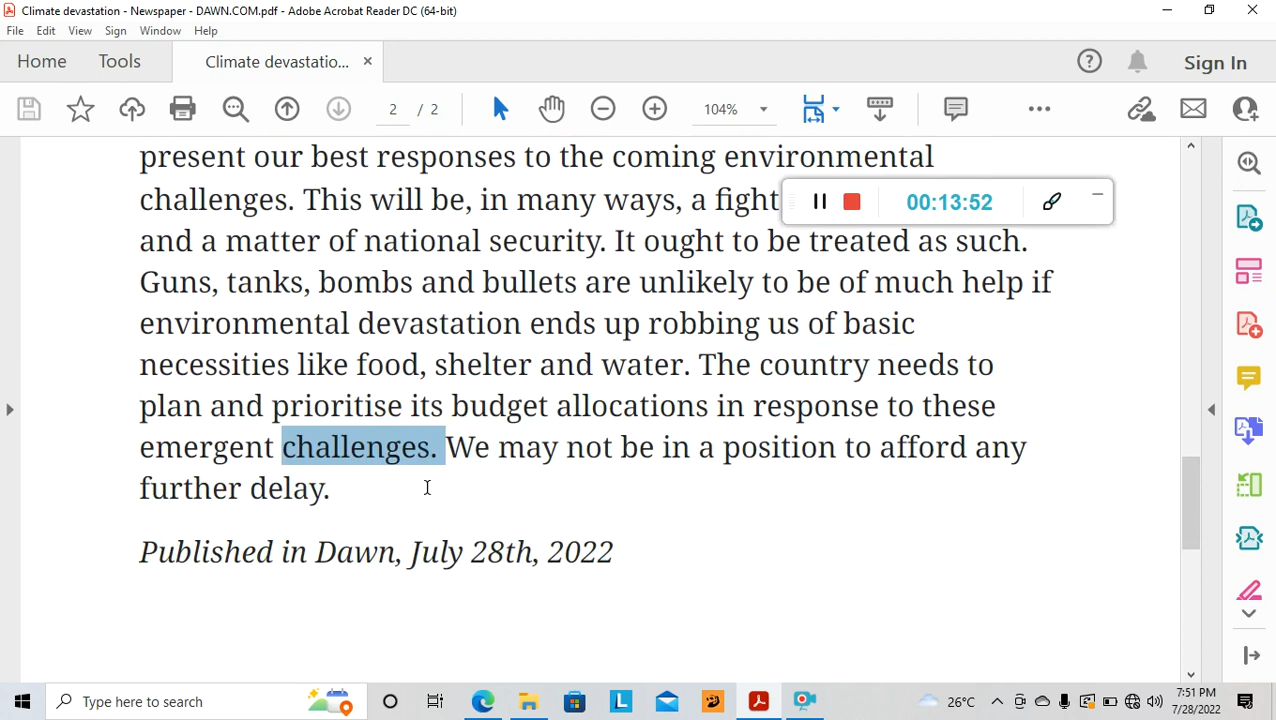 Climate devastation - Newspaper - DAWN.COM.pdf - Adobe Acrobat Reader DC (64-bit)
File Edit View Sign Window Help
Home Tools Climate devastatio... × Sign In
2 / 2 104%
present our best responses to the coming environmental
challenges. This will be, in many ways, a fight
00:13:52
and a matter of national security. It ought to be treated as such.
Guns, tanks, bombs and bullets are unlikely to be of much help if
environmental devastation ends up robbing us of basic
necessities like food, shelter and water. The country needs to
plan and prioritise its budget allocations in response to these
emergent challenges. We may not be in a position to afford any
further delay.
Published in Dawn, July 28th, 2022
Type here to search
26°C
7:51 PM
7/28/2022